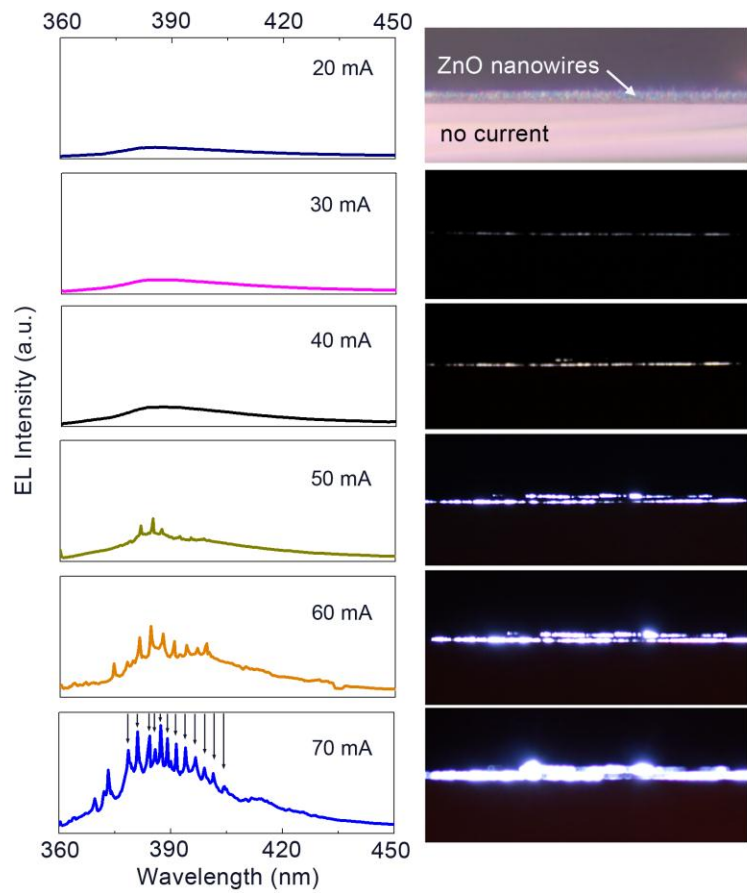 360 390 420 450
20 mA
30 mA
40 mA
50 mA
60 mA
70 mA
EL Intensity (a.u.)
360 390 420 450
Wavelength (nm)
ZnO nanowires
no current